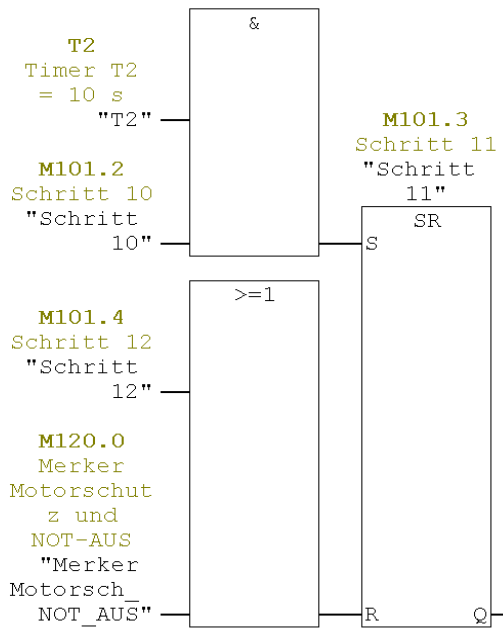 &
T2
Timer T2
= 10 s
"T2"
M101.2
Schritt 10
"Schritt
10"
M101.3
Schritt 11
"Schritt
11"
SR
S
>=1
M101.4
Schritt 12
"Schritt
12"
M120.0
Merker
Motorschut
z und
NOT-AUS
"Merker
Motorsch_
NOT_AUS"
R
Q